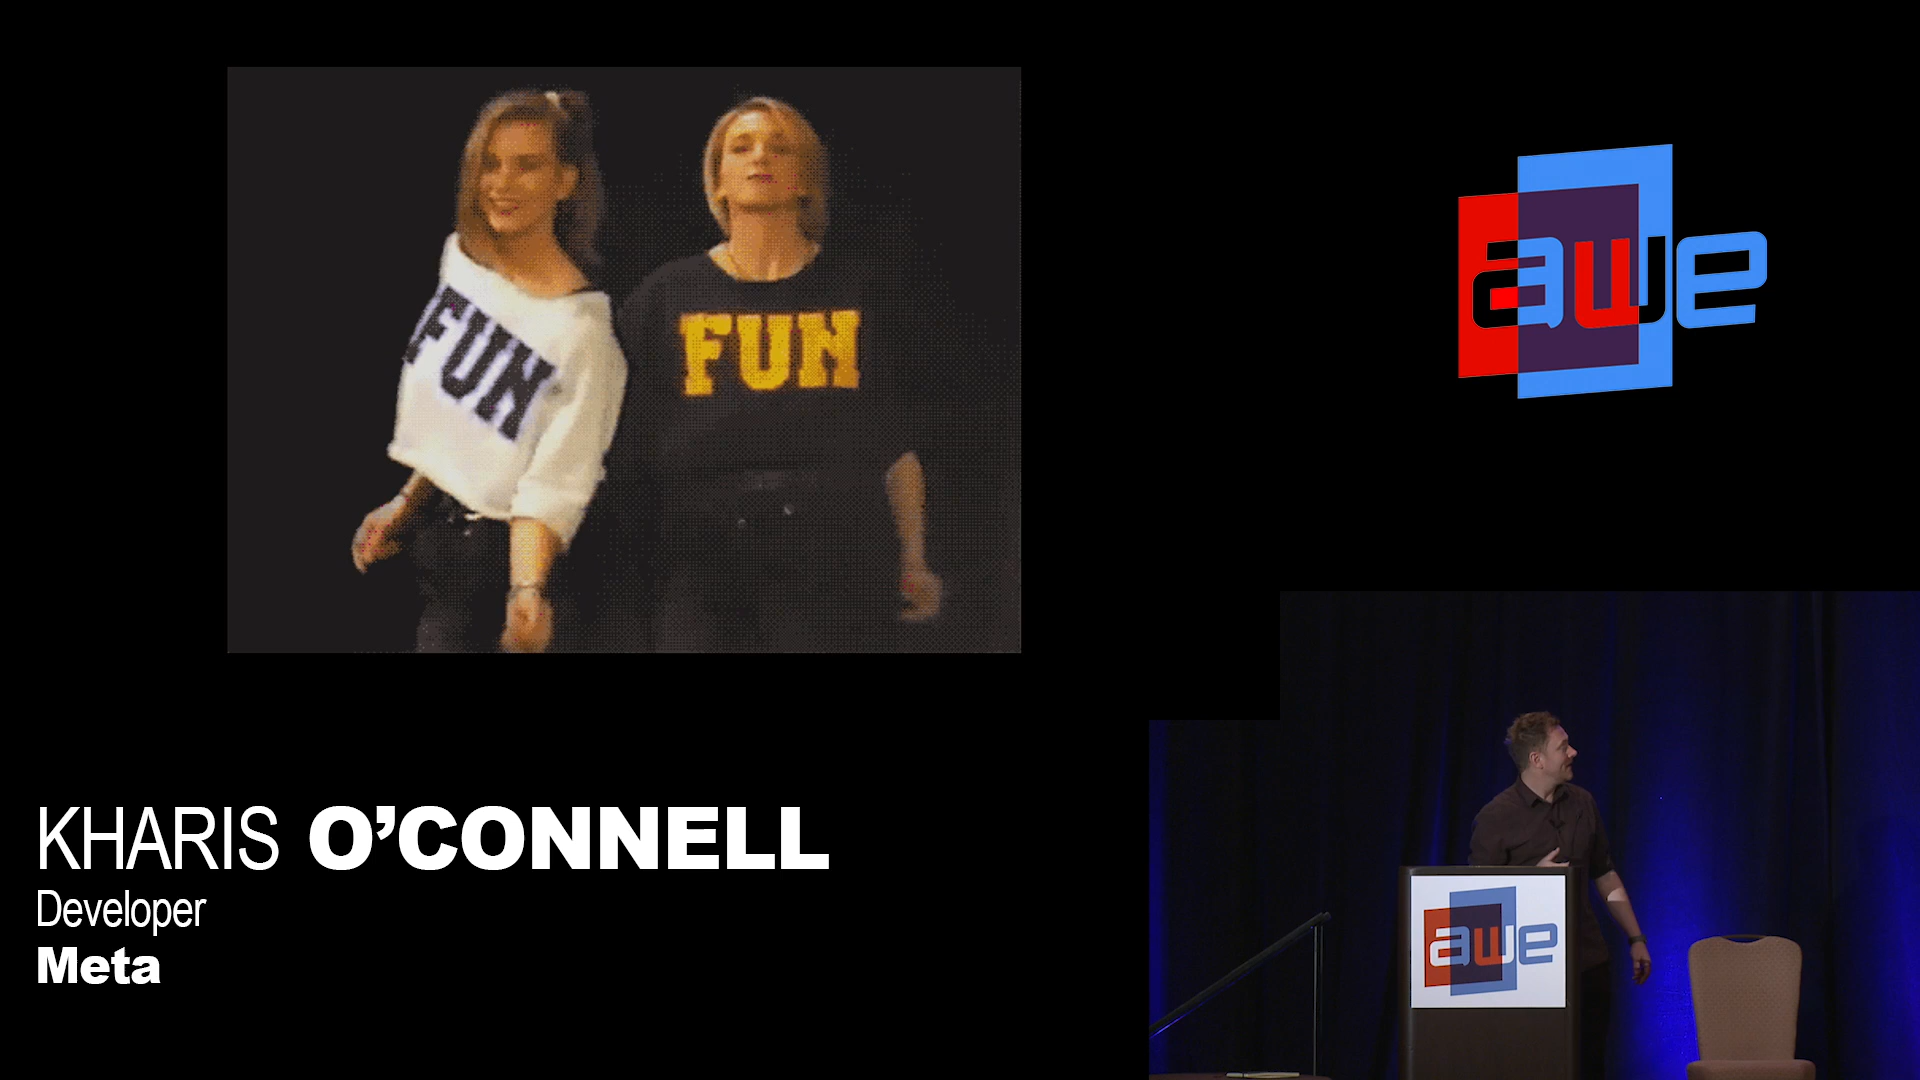 FUN
FUN
awe
KHARIS O'CONNELL
Developer
Meta
awe